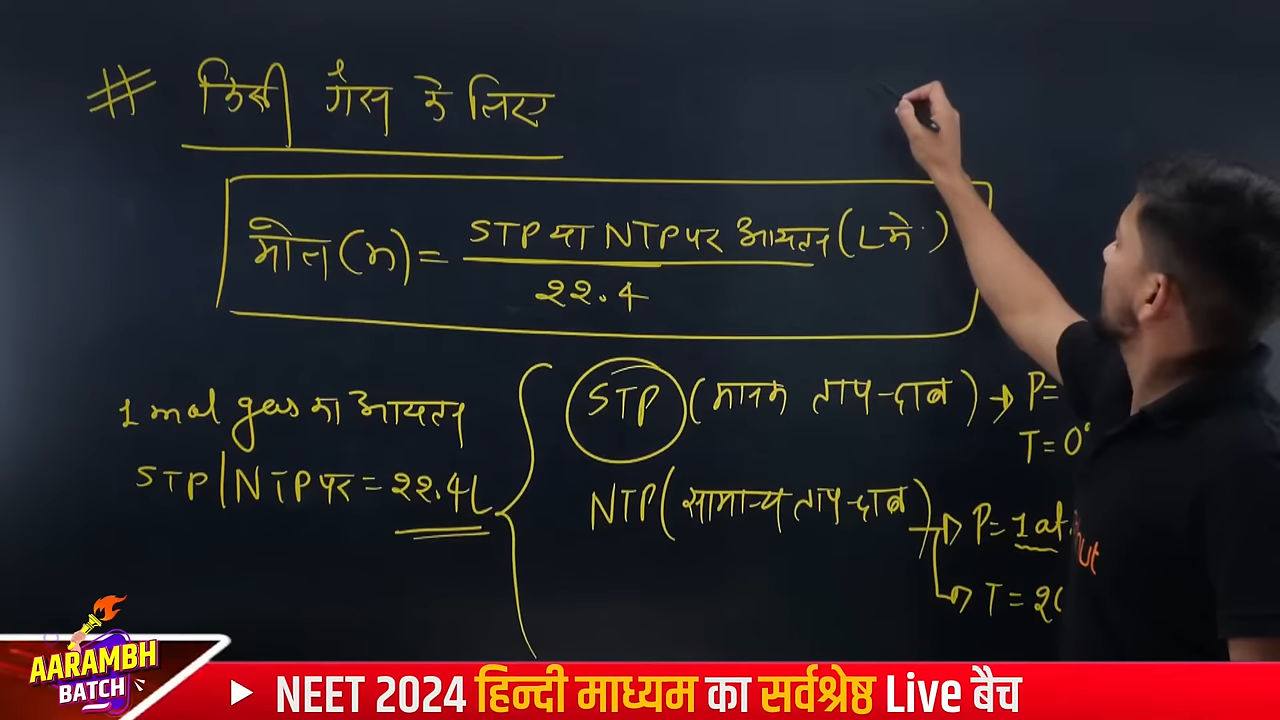 # किसी गैस के लिए
मोल (n) = STP या NTP पर आयतन (L में)
22.4
1 mol gas का आयतन
STP/NTP पर = 22.4L
STP (मानक ताप-दाब) → P=
T=0°
NTP (सामान्य ताप-दाब) → P= 1 at
→ T=20
AARAMBH
BATCH
NEET 2024 हिन्दी माध्यम का सर्वश्रेष्ठ Live बैच